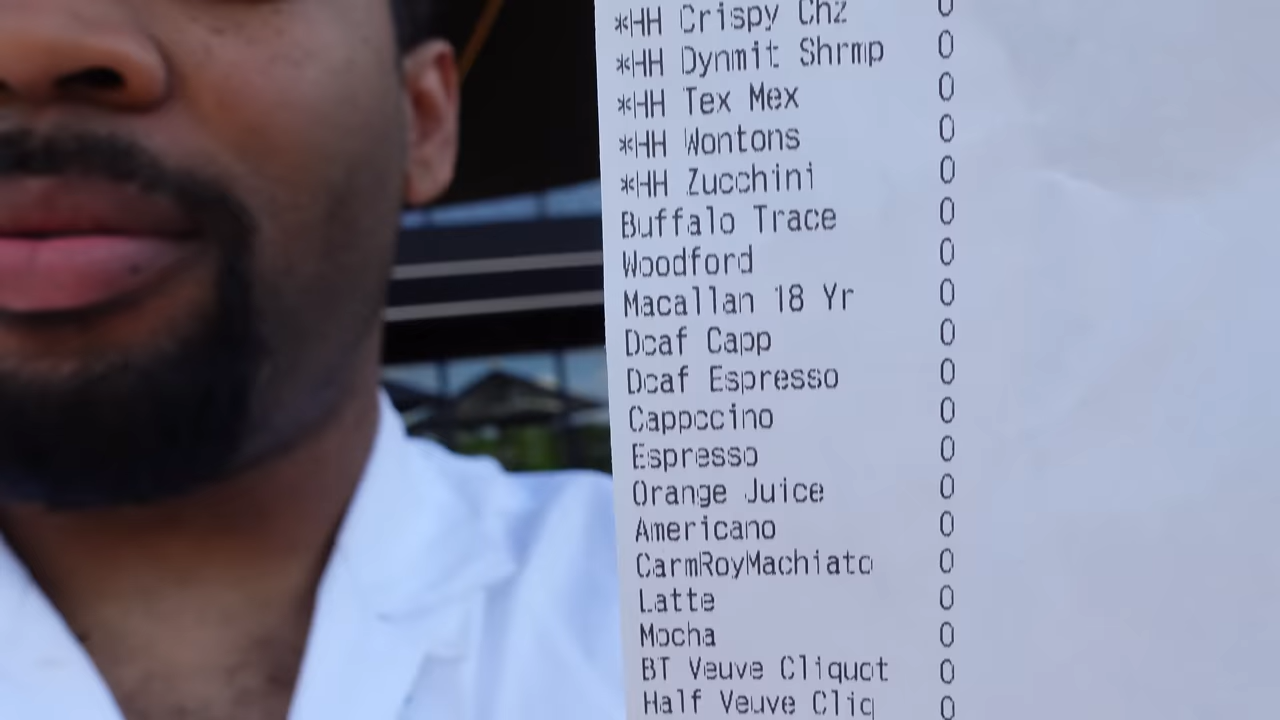 *HH Crispy Chz 0
*HH Dynmit Shrmp 0
*HH Tex Mex 0
*HH Wontons 0
*HH Zucchini 0
Buffalo Trace 0
Woodford 0
Macallan 18 Yr 0
Dcaf Capp 0
Dcaf Espresso 0
Cappccino 0
Espresso 0
Orange Juice 0
Americano 0
CarmRoyMachiato 0
Latte 0
Mocha 0
BT Veuve Cliquot 0
Half Veuve Cliq 0